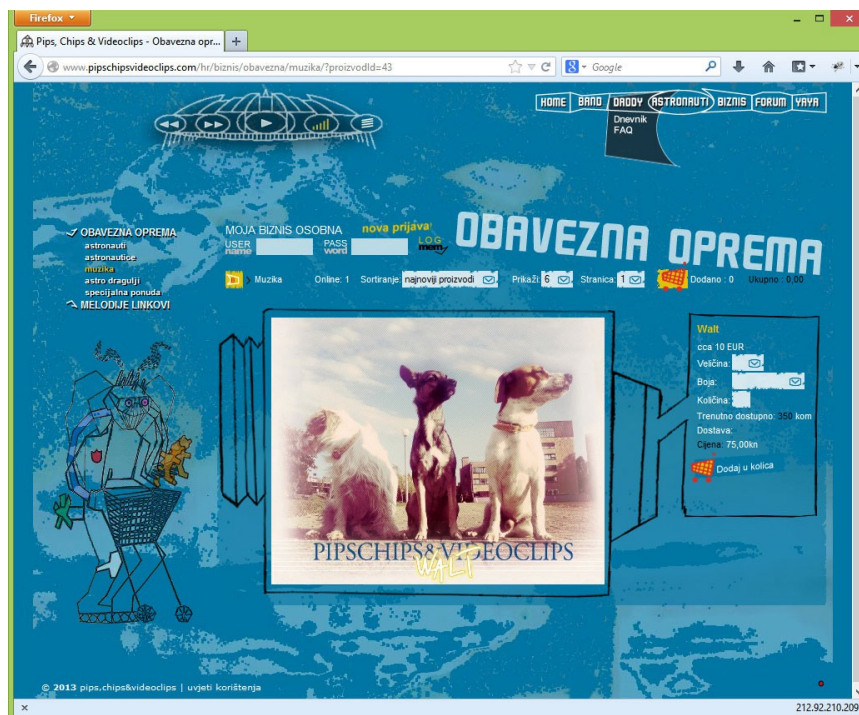 Firefox
Pips, Chips & Videoclips - Obavezna opr...
www.pipschipsvideoclips.com/hr/biznis/obavezna/muzika/?proizvodId=43
Google
HOME BAND DADDY ASTRONAUTI BIZNIS FORUM YAYA
Dnevnik
FAQ
OBAVEZNA OPREMA
astronauti
astronautice
muzika
astro dragulji
specijalna ponuda
MELODIJE LINKOVI
MOJA BIZNIS OSOBNA nova prijava!
USER name
PASS word
LOG
OBAVEZNA OPREMA
Muzika Online: 1 Sortiranje: najnoviji proizvodi Prikaži: 6 Stranica: 1 Dodano : 0 Ukupno : 0,00
Walt
cca 10 EUR
Veličina:
Boja:
Količina:
Trenutno dostupno: 350 kom
Dostava:
Cijena: 75,00kn
Dodaj u kolica
PIPSCHIPS&VIDEOCLIPS
WALT
© 2013 pips,chips&videoclips | uvjeti korištenja
212.92.210.209